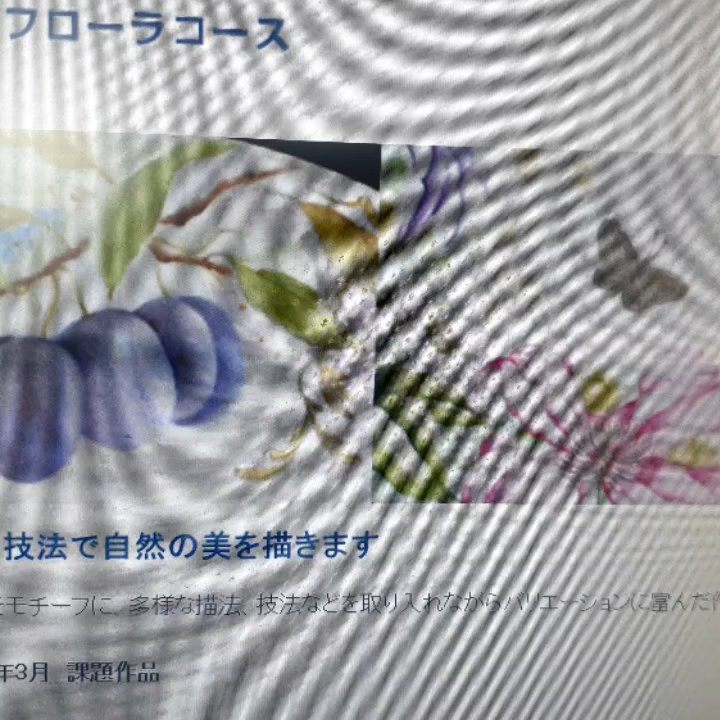 フローラコース
技法で自然の美を描きます
モチーフに、多様な描法、技法などを取り入れながらバリエーションに富んだ
年3月 課題作品